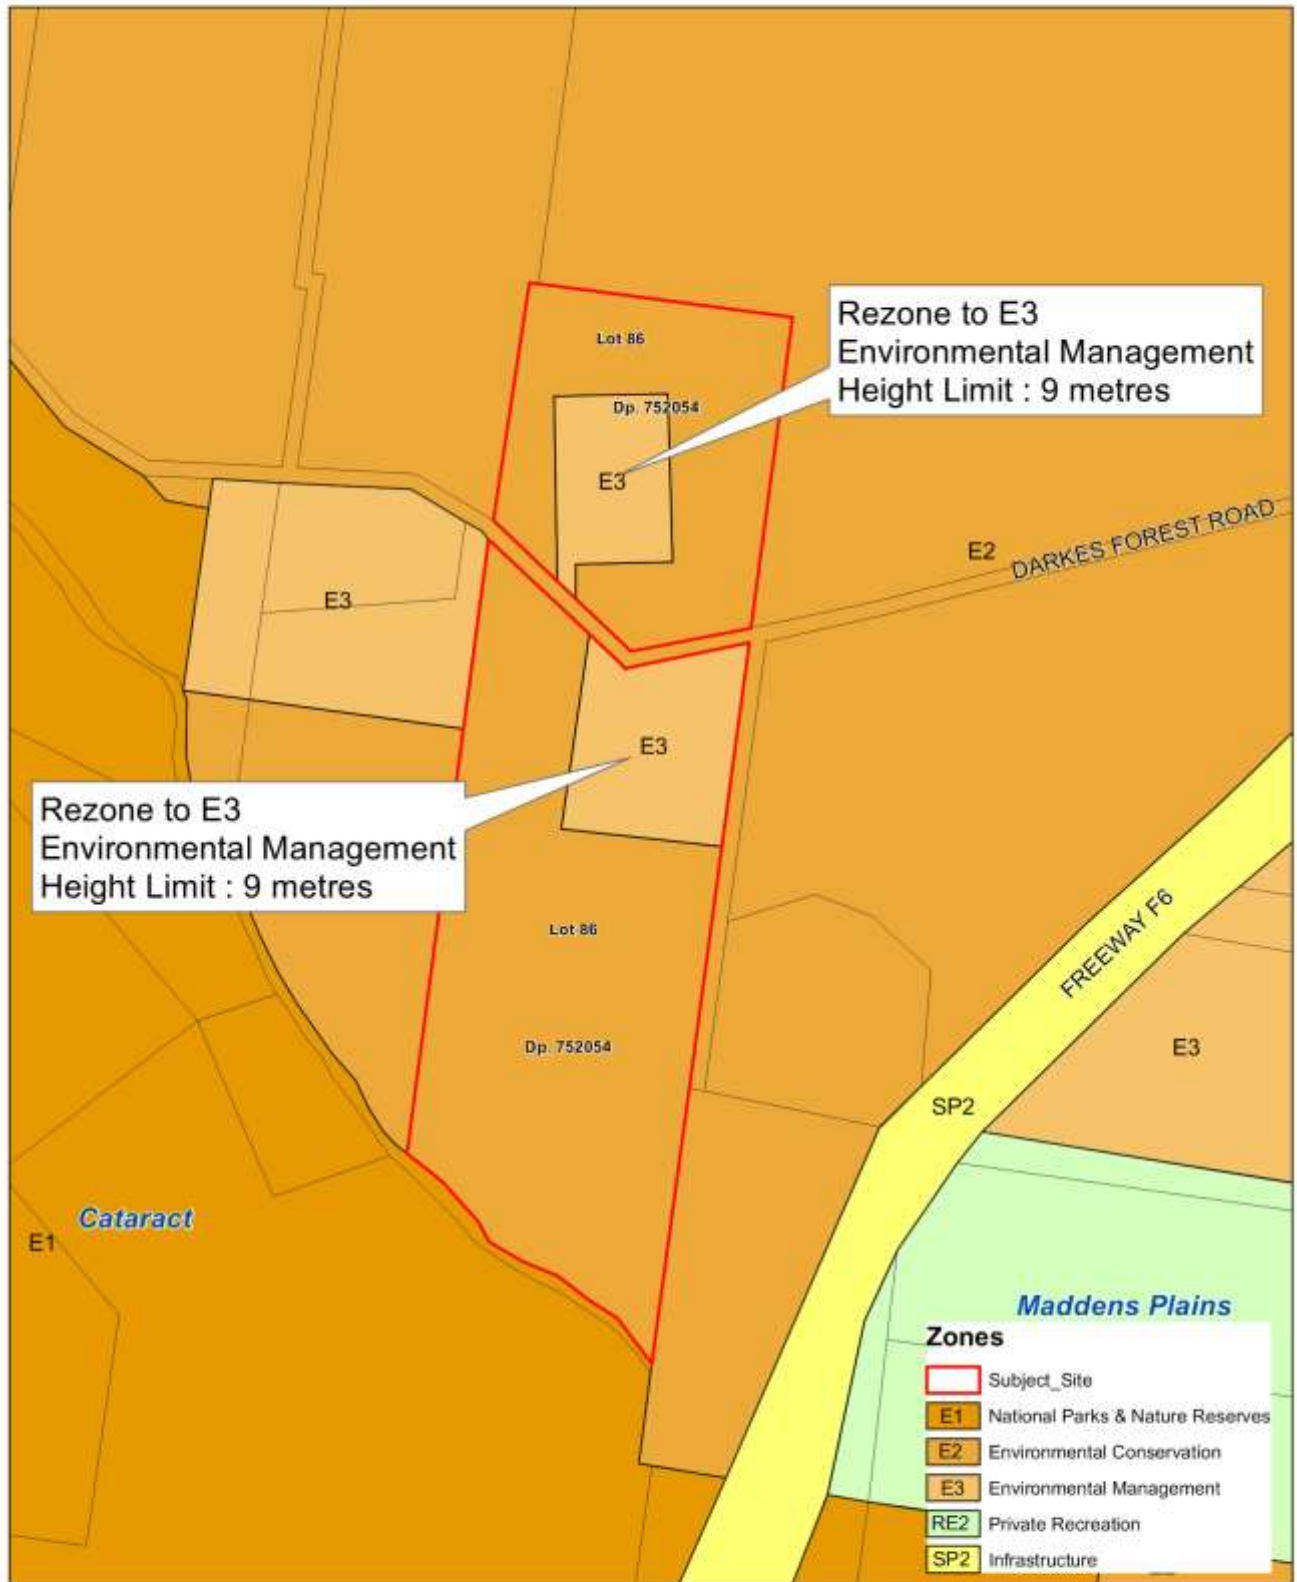 Rezone to E3
Environmental Management
Height Limit : 9 metres
Lot 86
Dp. 752054
E3
E2
DARKES FOREST ROAD
E3
E3
Rezone to E3
Environmental Management
Height Limit : 9 metres
Lot 86
FREEWAY F6
Dp. 752054
E3
SP2
Cataract
E1
Maddens Plains
Zones
Subject_Site
E1 National Parks & Nature Reserves
E2 Environmental Conservation
E3 Environmental Management
RE2 Private Recreation
SP2 Infrastructure